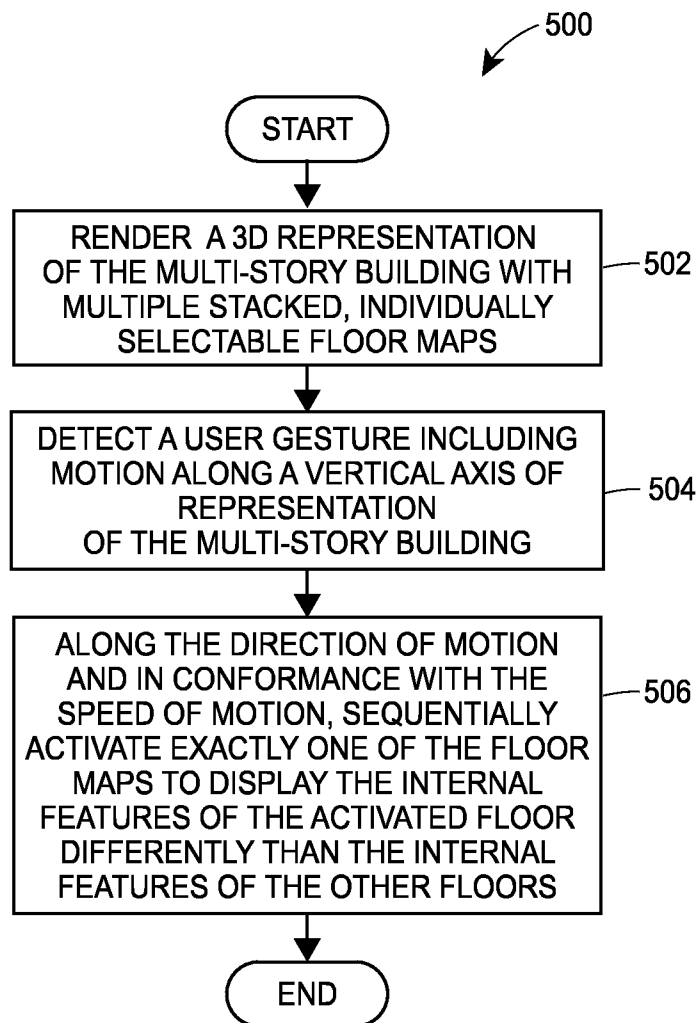 500
START
RENDER A 3D REPRESENTATION
OF THE MULTI-STORY BUILDING WITH
MULTIPLE STACKED, INDIVIDUALLY
SELECTABLE FLOOR MAPS
502
DETECT A USER GESTURE INCLUDING
MOTION ALONG A VERTICAL AXIS OF
REPRESENTATION
OF THE MULTI-STORY BUILDING
504
ALONG THE DIRECTION OF MOTION
AND IN CONFORMANCE WITH THE
SPEED OF MOTION, SEQUENTIALLY
ACTIVATE EXACTLY ONE OF THE FLOOR
MAPS TO DISPLAY THE INTERNAL
FEATURES OF THE ACTIVATED FLOOR
DIFFERENTLY THAN THE INTERNAL
FEATURES OF THE OTHER FLOORS
506
END